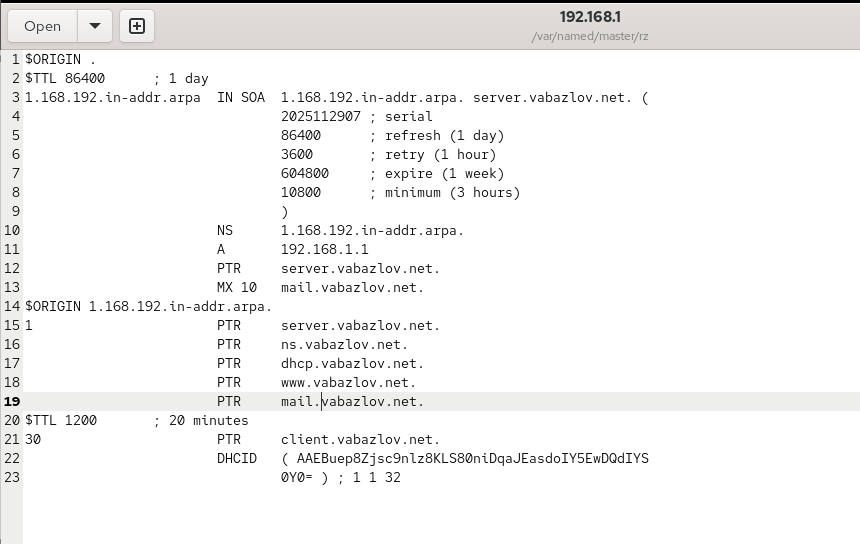 Open
192.168.1
/var/named/master/rz
1 $ORIGIN .
2 $TTL 86400      ; 1 day
3 1.168.192.in-addr.arpa  IN SOA  1.168.192.in-addr.arpa. server.vabazlov.net. (
4                                 2025112907 ; serial
5                                 86400      ; refresh (1 day)
6                                 3600       ; retry (1 hour)
7                                 604800     ; expire (1 week)
8                                 10800      ; minimum (3 hours)
9                                 )
10                         NS      1.168.192.in-addr.arpa.
11                         A       192.168.1.1
12                         PTR     server.vabazlov.net.
13                         MX 10   mail.vabazlov.net.
14 $ORIGIN 1.168.192.in-addr.arpa.
15 1                       PTR     server.vabazlov.net.
16                         PTR     ns.vabazlov.net.
17                         PTR     dhcp.vabazlov.net.
18                         PTR     www.vabazlov.net.
19                         PTR     mail.vabazlov.net.
20 $TTL 1200       ; 20 minutes
21 30                      PTR     client.vabazlov.net.
22                         DHCID   ( AAEBuep8Zjsc9nlz8KLS80niDqaJEasdoIY5EwDQdIYS
23                                 0Y0= ) ; 1 1 32